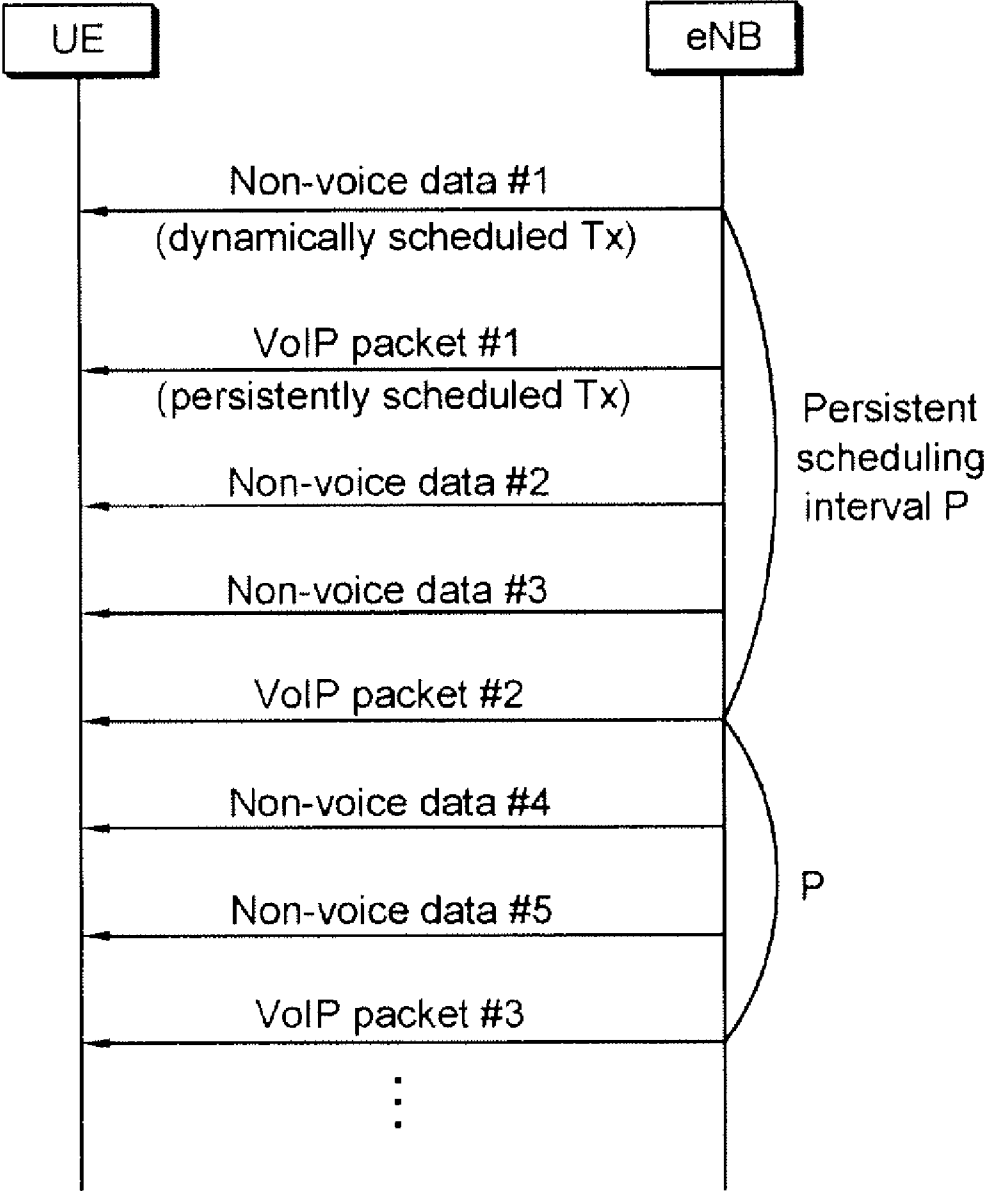 UE
eNB
Non-voice data #1
(dynamically scheduled Tx)
VoIP packet #1
(persistently scheduled Tx)
Persistent
scheduling
interval P
Non-voice data #2
Non-voice data #3
VoIP packet #2
Non-voice data #4
P
Non-voice data #5
VoIP packet #3